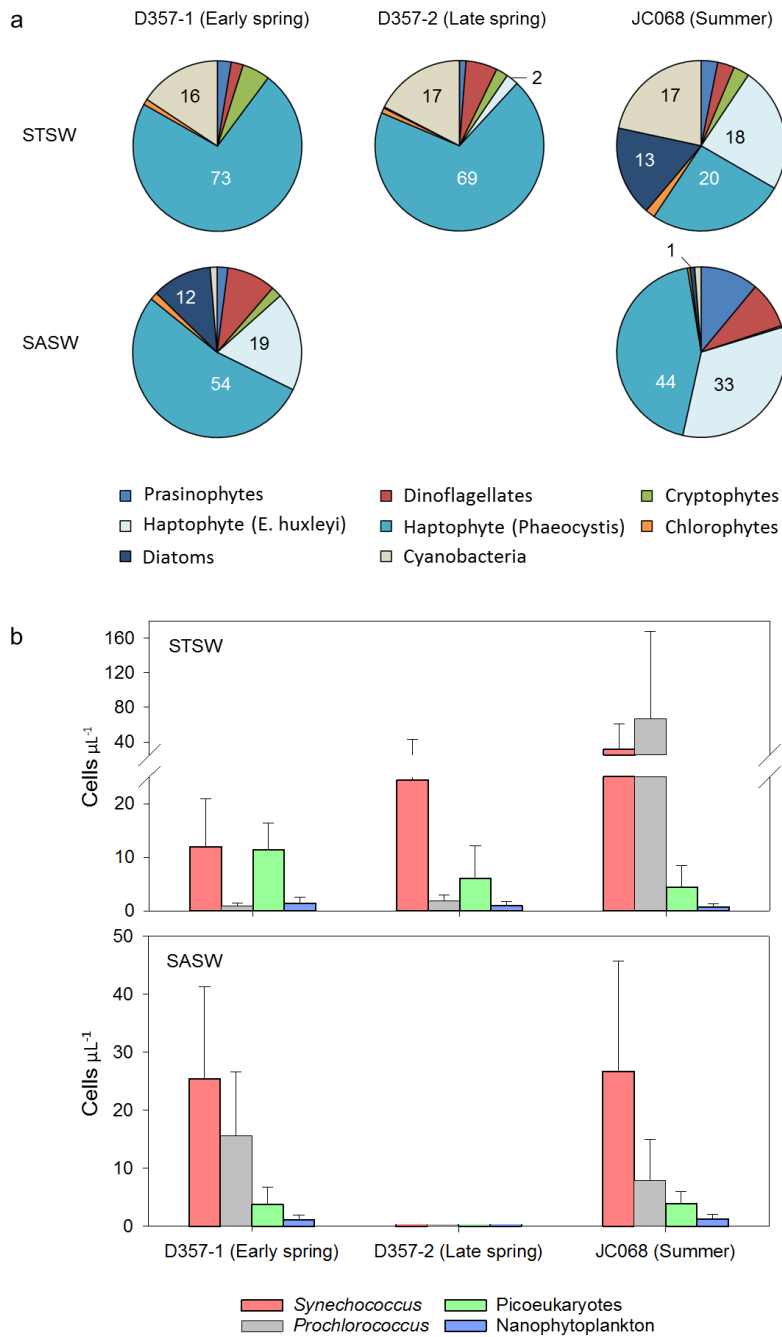 a
D357-1 (Early spring)
D357-2 (Late spring)
JC068 (Summer)
STSW
16
73
17
2
69
17
18
13
20
SASW
12
19
54
1
44
33
Prasinophytes
Dinoflagellates
Cryptophytes
Haptophyte (E. huxleyi)
Haptophyte (Phaeocystis)
Chlorophytes
Diatoms
Cyanobacteria
b
STSW
160
120
80
40
20
10
0
Cells µL⁻¹
SASW
50
40
30
20
10
0
Cells µL⁻¹
D357-1 (Early spring)
D357-2 (Late spring)
JC068 (Summer)
Synechococcus
Picoeukaryotes
Prochlorococcus
Nanophytoplankton